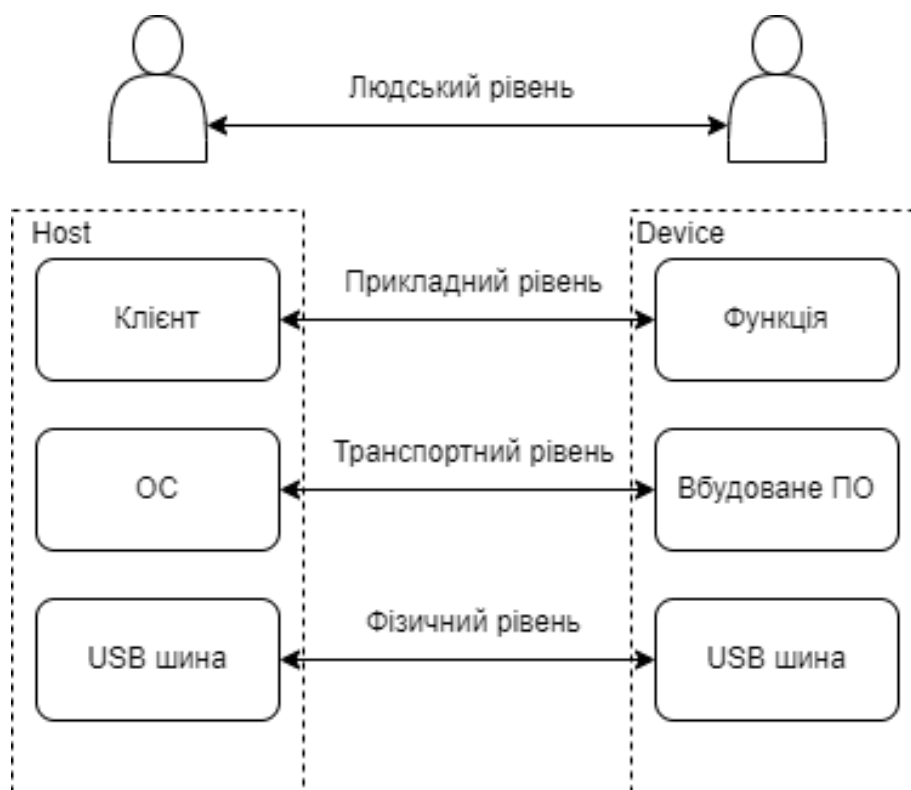 Людський рівень
Host
Device
Клієнт
Прикладний рівень
Функція
ОС
Транспортний рівень
Вбудоване ПО
USB шина
Фізичний рівень
USB шина